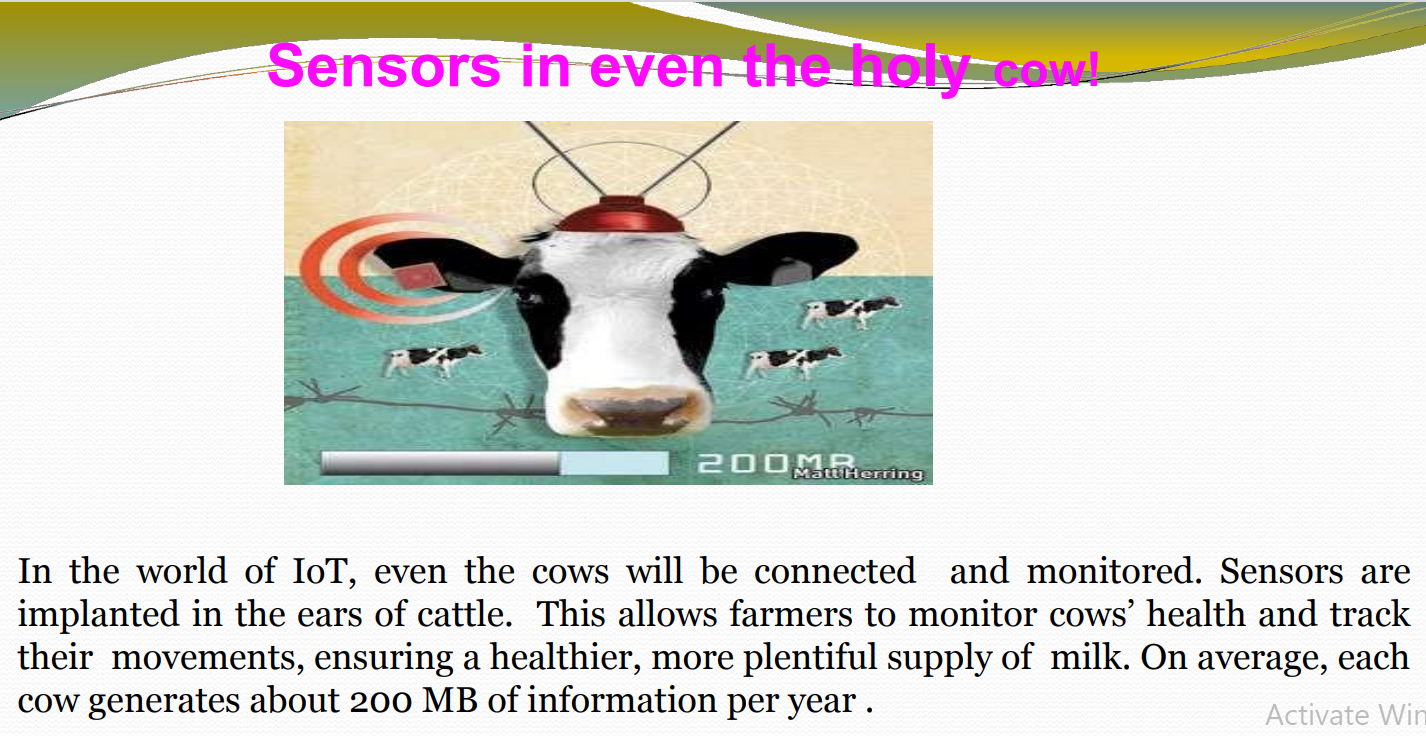 Sensors in even the holy cow!
200MB
Matt Herring
In the world of IoT, even the cows will be connected and monitored. Sensors are
implanted in the ears of cattle. This allows farmers to monitor cows’ health and track
their movements, ensuring a healthier, more plentiful supply of milk. On average, each
cow generates about 200 MB of information per year .
Activate Win